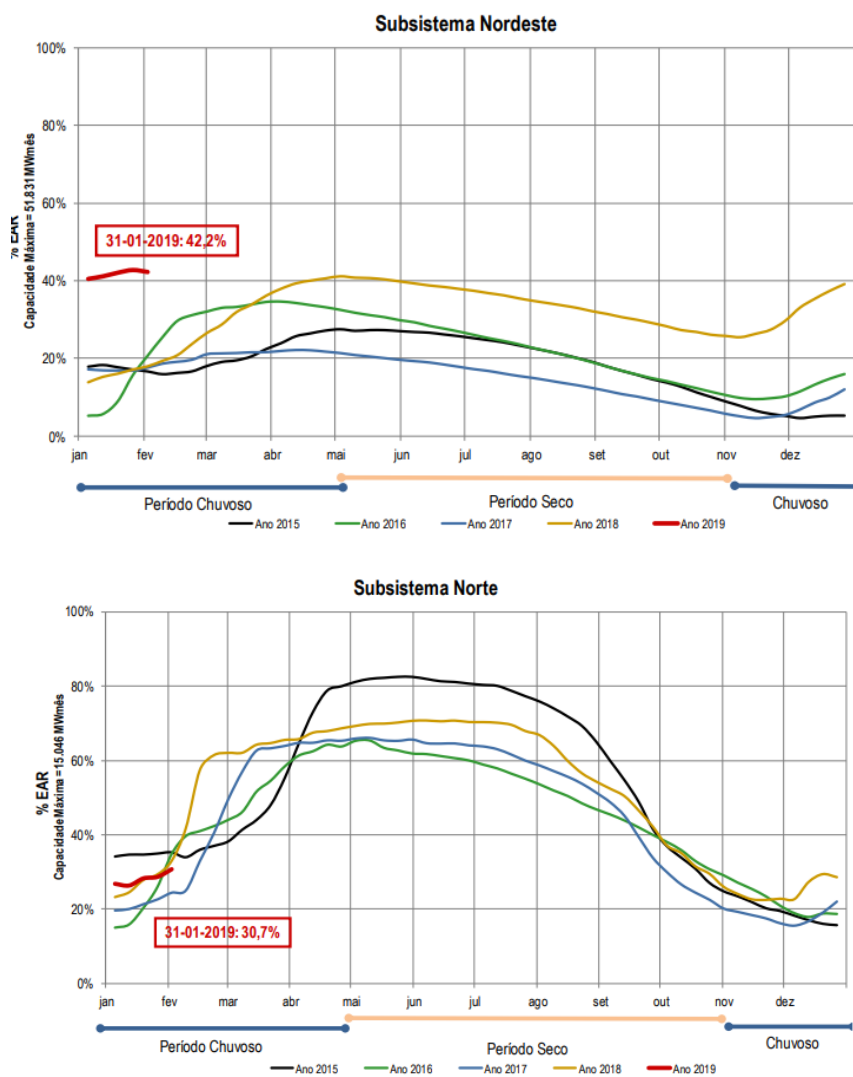 Subsistema Nordeste
100%
80%
60%
40%
20%
0%
% EAR
Capacidade Máxima = 51.831 MWmês
31-01-2019: 42,2%
jan fev mar abr mai jun jul ago set out nov dez
Período Chuvoso Período Seco Chuvoso
Ano 2015 Ano 2016 Ano 2017 Ano 2018 Ano 2019
Subsistema Norte
100%
80%
60%
40%
20%
0%
% EAR
Capacidade Máxima = 15.046 MWmês
31-01-2019: 30,7%
jan fev mar abr mai jun jul ago set out nov dez
Período Chuvoso Período Seco Chuvoso
Ano 2015 Ano 2016 Ano 2017 Ano 2018 Ano 2019